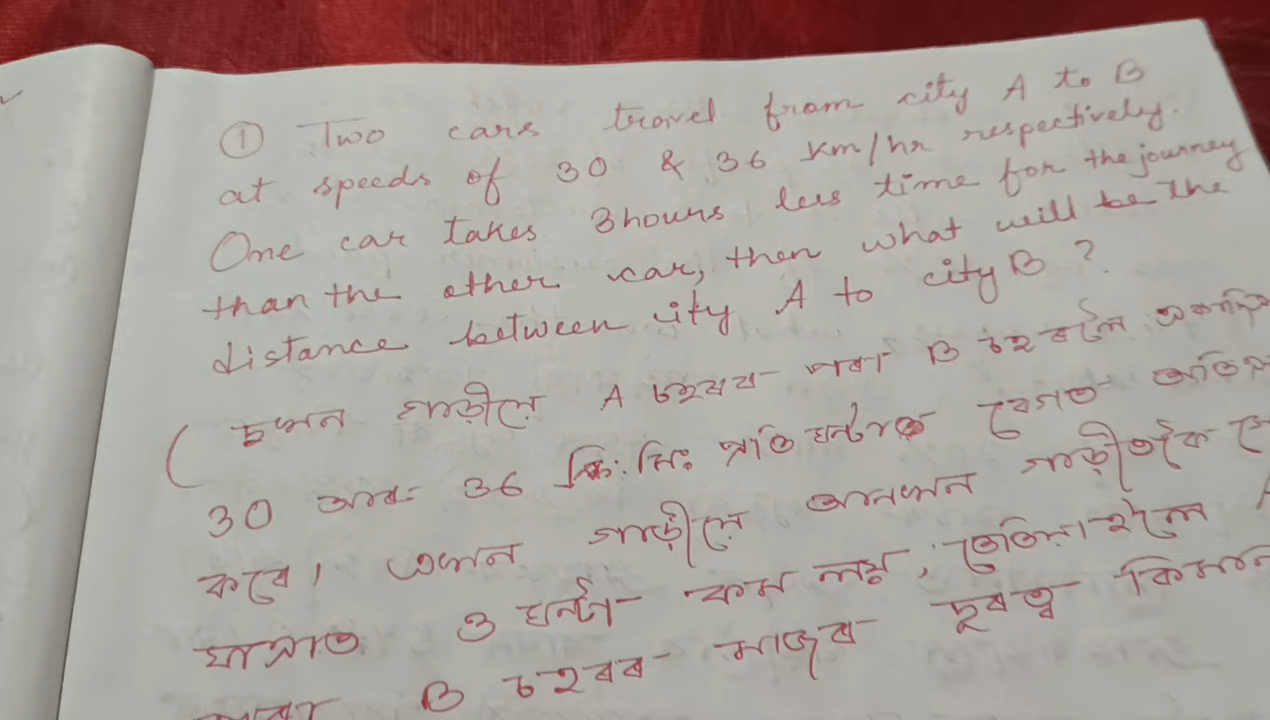 ① Two cars travel from city A to B
at speeds of 30 & 36 km/hr respectively.
One car takes 3 hours less time for the journey
than the other car, then what will be the
distance between city A to city B ?
( দুখন গাড়ীয়ে A চহৰৰ পৰা B চহৰলৈ
30 আৰু 36 কি: মি: প্ৰতি ঘন্টাত বেগত
কৰে। এখন গাড়ীয়ে আনখন গাড়ীতকৈ
যাত্ৰাত 3 ঘন্টা কম লয়, তেতিয়াহ'লে A
B চহৰৰ মাজৰ দূৰত্ব কিমান